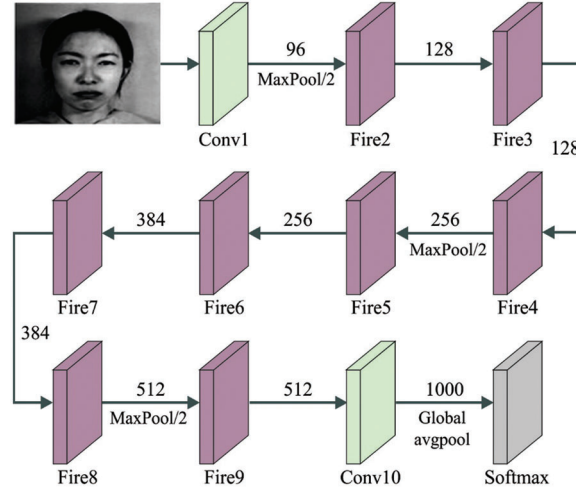 96
128
MaxPool/2
Conv1
Fire2
Fire3
128
384
256
256
MaxPool/2
Fire7
Fire6
Fire5
Fire4
384
512
512
1000
MaxPool/2
Global
avgpool
Fire8
Fire9
Conv10
Softmax